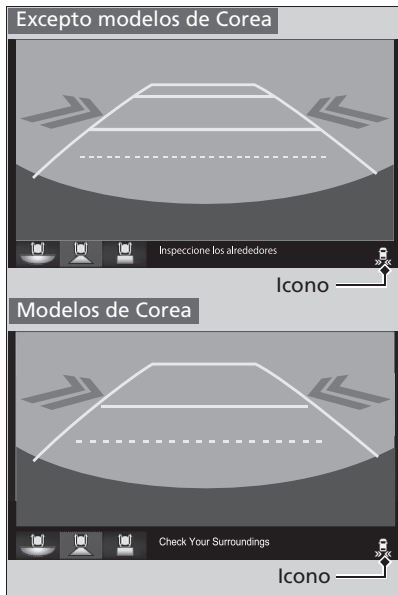 Excepto modelos de Corea
Inspeccione los alrededores
Icono
Modelos de Corea
Check Your Surroundings
Icono